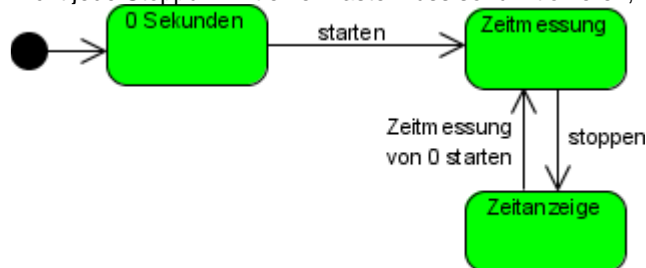 0 Sekunden
starten
Zeitmessung
Zeitmessung
von 0 starten
stoppen
Zeitanzeige